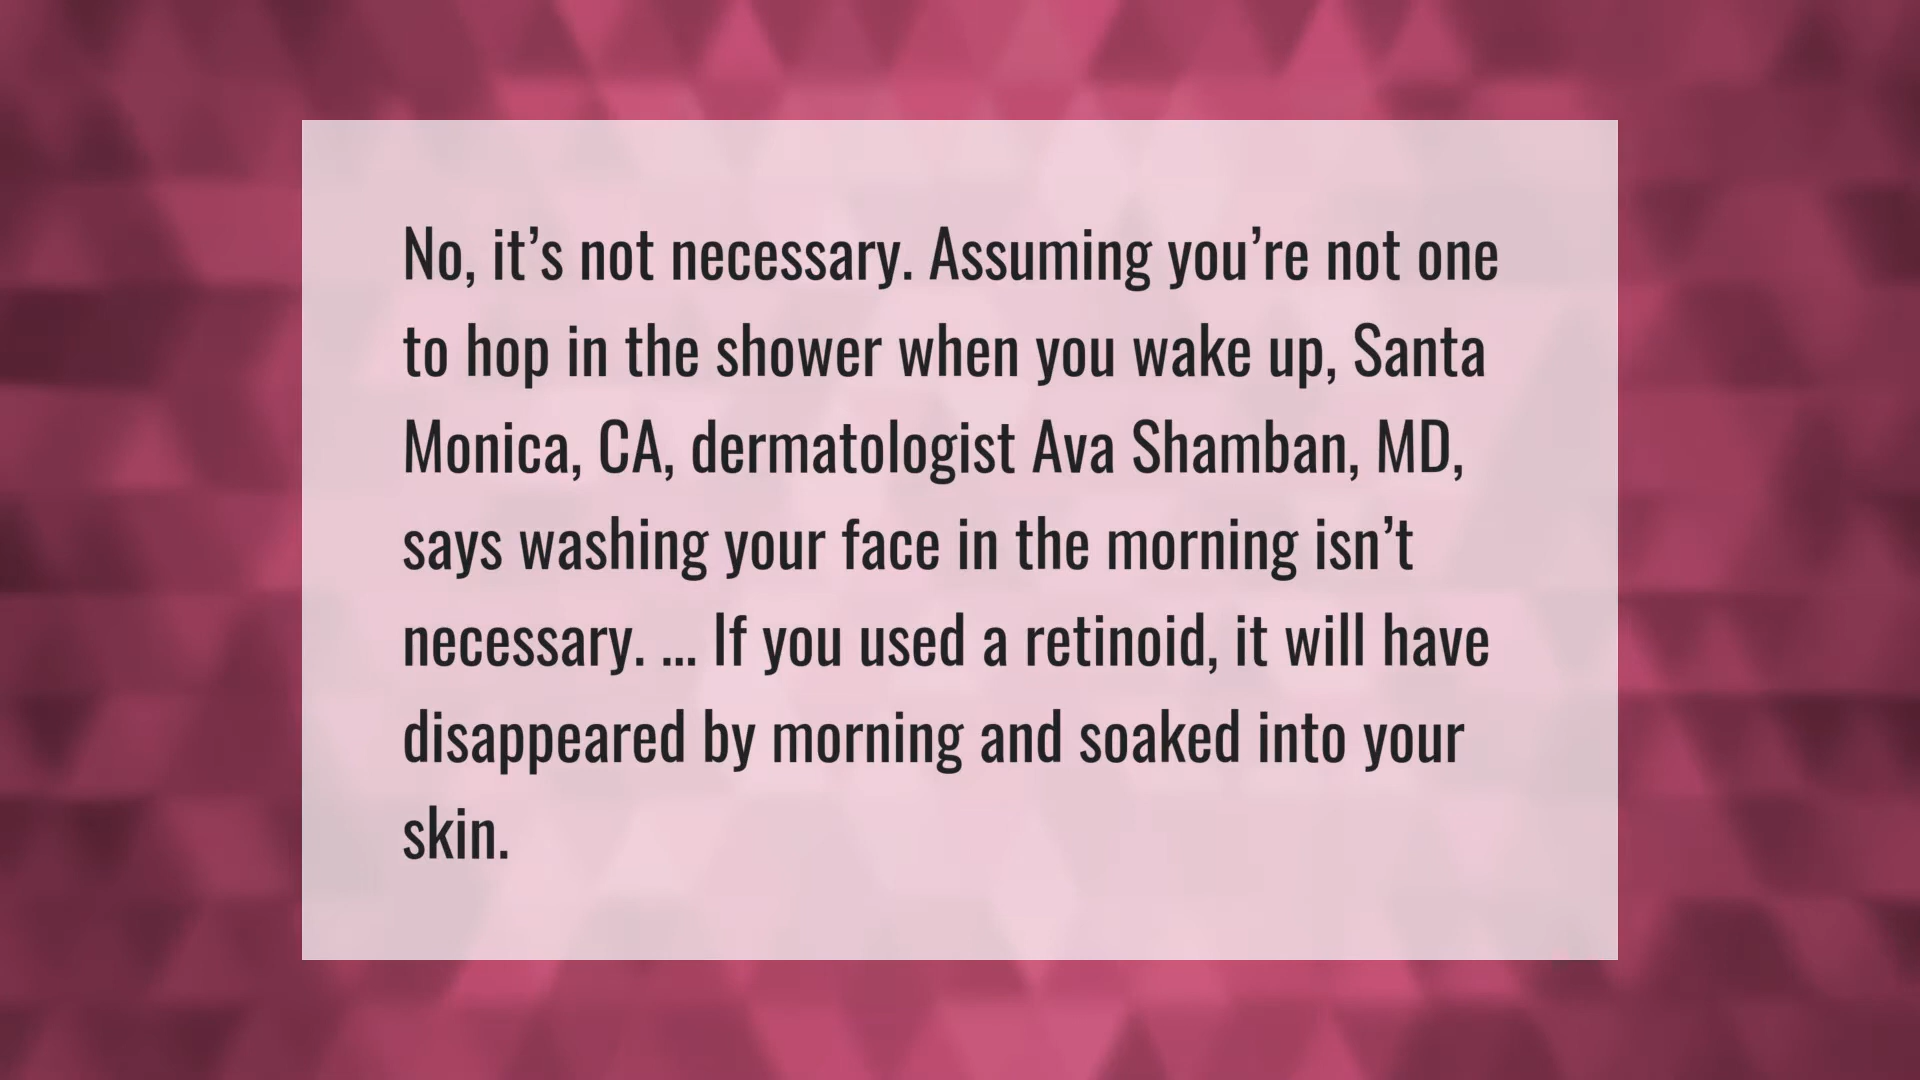 No, it’s not necessary. Assuming you’re not one
to hop in the shower when you wake up, Santa
Monica, CA, dermatologist Ava Shamban, MD,
says washing your face in the morning isn’t
necessary. ... If you used a retinoid, it will have
disappeared by morning and soaked into your
skin.